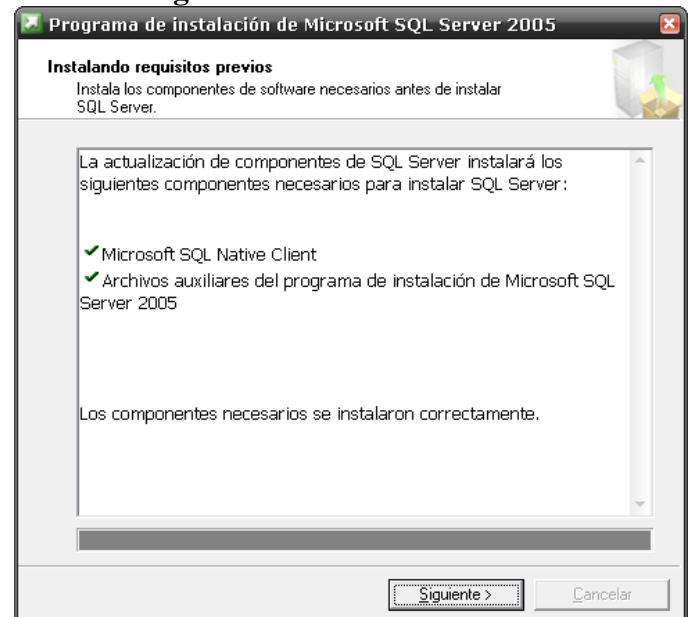 Programa de instalación de Microsoft SQL Server 2005
Instalando requisitos previos
Instala los componentes de software necesarios antes de instalar
SQL Server.
La actualización de componentes de SQL Server instalará los
siguientes componentes necesarios para instalar SQL Server:
✓Microsoft SQL Native Client
✓Archivos auxiliares del programa de instalación de Microsoft SQL
Server 2005
Los componentes necesarios se instalaron correctamente.
Siguiente >
Cancelar